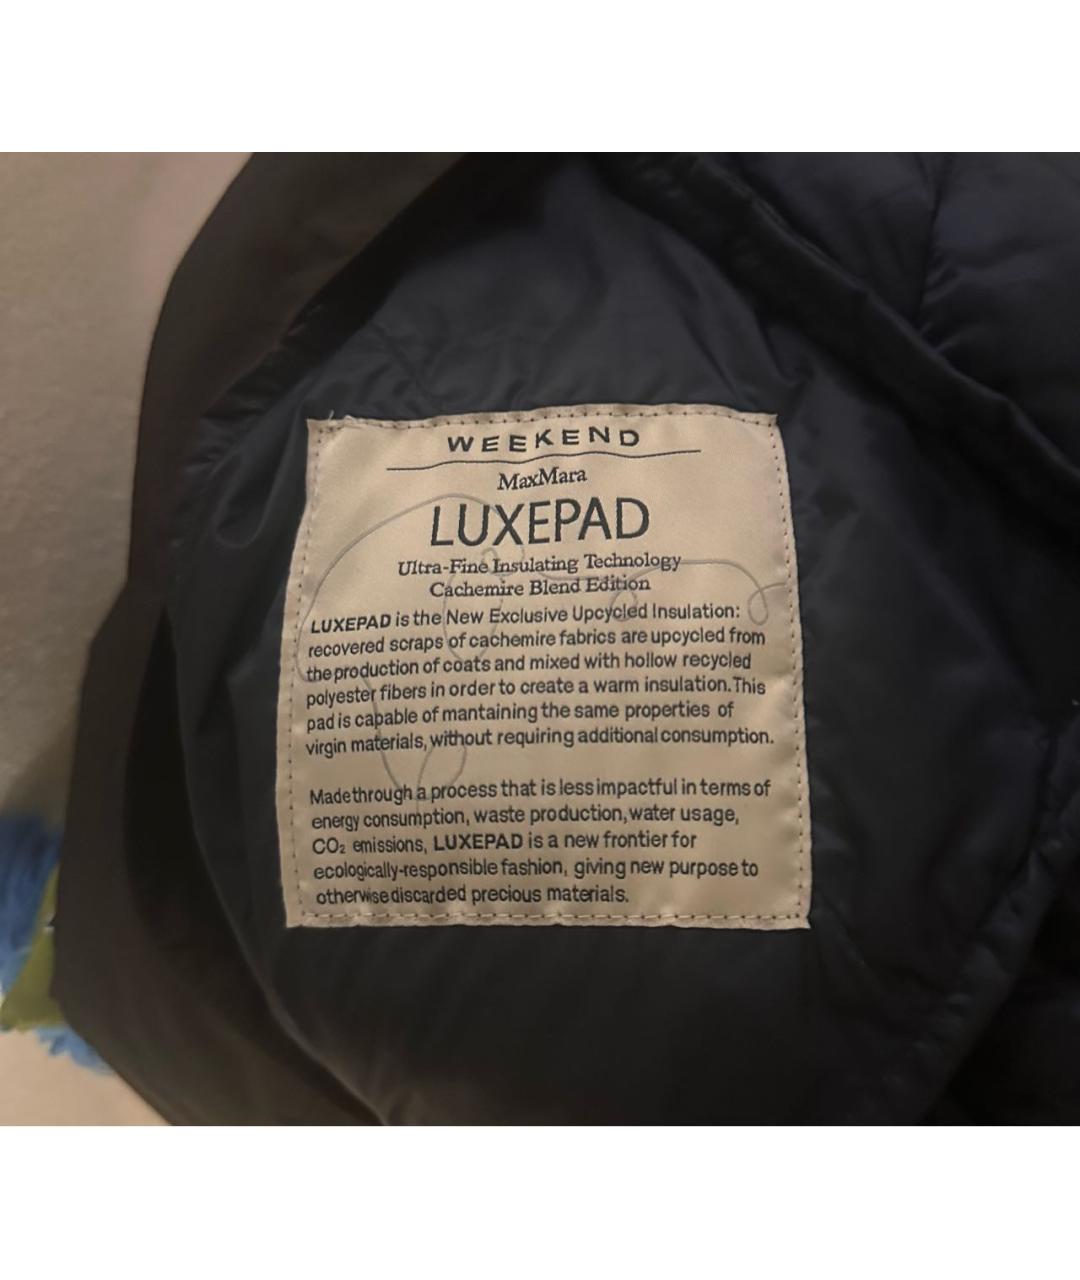 WEEKEND
MaxMara
LUXEPAD
Ultra-Fine Insulating Technology
Cachemire Blend Edition
LUXEPAD is the New Exclusive Upcycled Insulation:
recovered scraps of cachemire fabrics are upcycled from
the production of coats and mixed with hollow recycled
polyester fibers in order to create a warm insulation. This
pad is capable of mantaining the same properties of
virgin materials, without requiring additional consumption.
Made through a process that is less impactful in terms of
energy consumption, waste production, water usage,
CO₂ emissions, LUXEPAD is a new frontier for
ecologically-responsible fashion, giving new purpose to
otherwise discarded precious materials.